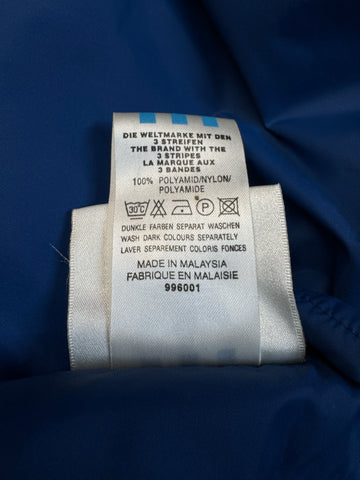 DIE WELTMARKE MIT DEN
3 STREIFEN
THE BRAND WITH THE
3 STRIPES
LA MARQUE AUX
3 BANDES
100% POLYAMID/NYLON/
POLYAMIDE
30°C P
DUNKLE FARBEN SEPARAT WASCHEN
WASH DARK COLOURS SEPARATELY
LAVER SEPAREMENT COLORIS FONCES
MADE IN MALAYSIA
FABRIQUE EN MALAISIE
996001